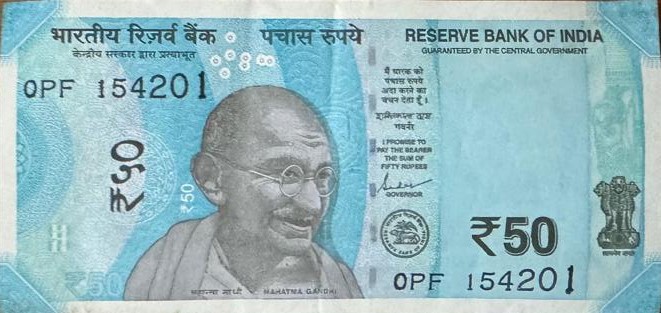 भारतीय रिज़र्व बैंक
केन्द्रीय सरकार द्वारा प्रत्याभूत
पचास रुपये
RESERVE BANK OF INDIA
GUARANTEED BY THE CENTRAL GOVERNMENT
0PF 154201
मैं धारक को
पचास रुपये
अदा करने का
वचन देता हूँ।
गवर्नर
I PROMISE TO
PAY THE BEARER
THE SUM OF
FIFTY RUPEES
GOVERNOR
₹५०
₹50
₹50
50
महात्मा गांधी
MAHATMA GANDHI
0PF 154201
सत्यमेव जयते